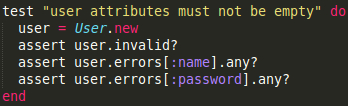 test "user attributes must not be empty" do
  user = User.new
  assert user.invalid?
  assert user.errors[:name].any?
  assert user.errors[:password].any?
end